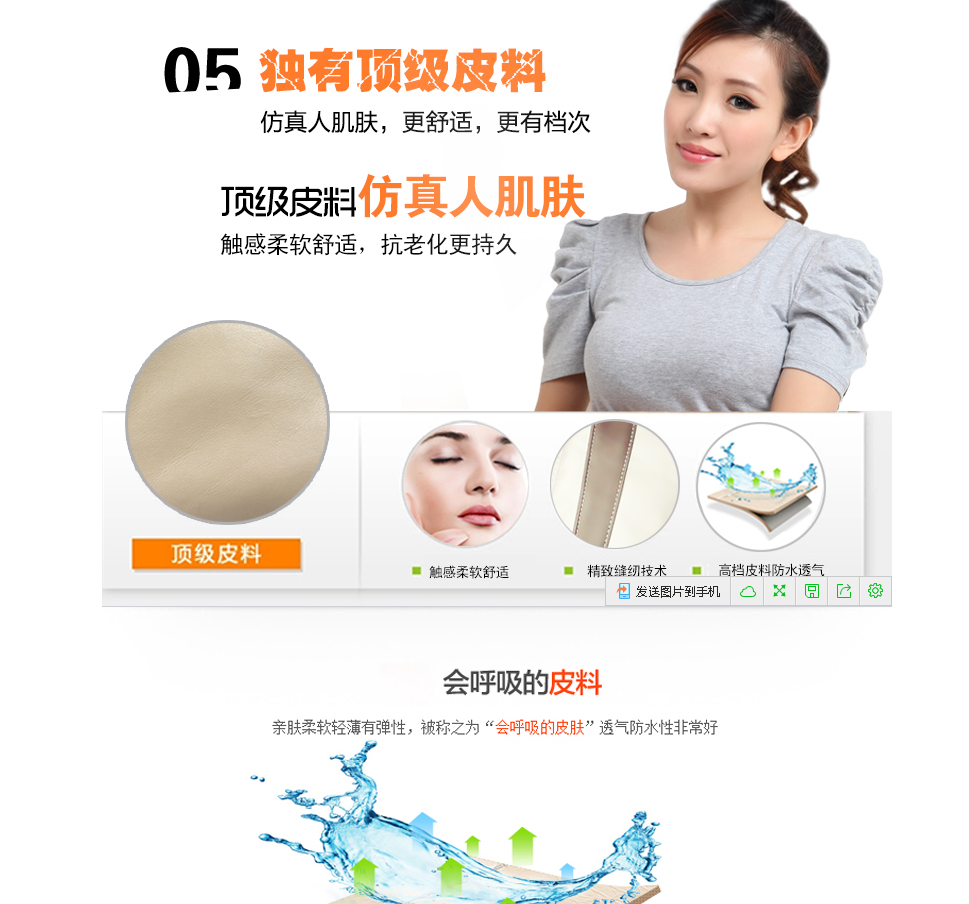 05 独有顶级皮料
仿真人肌肤，更舒适，更有档次
顶级皮料仿真人肌肤
触感柔软舒适，抗老化更持久
顶级皮料
触感柔软舒适
精致缝纫技术
高档皮料防水透气
发送图片到手机
会呼吸的皮料
亲肤柔软轻薄有弹性，被称之为“会呼吸的皮肤”透气防水性非常好